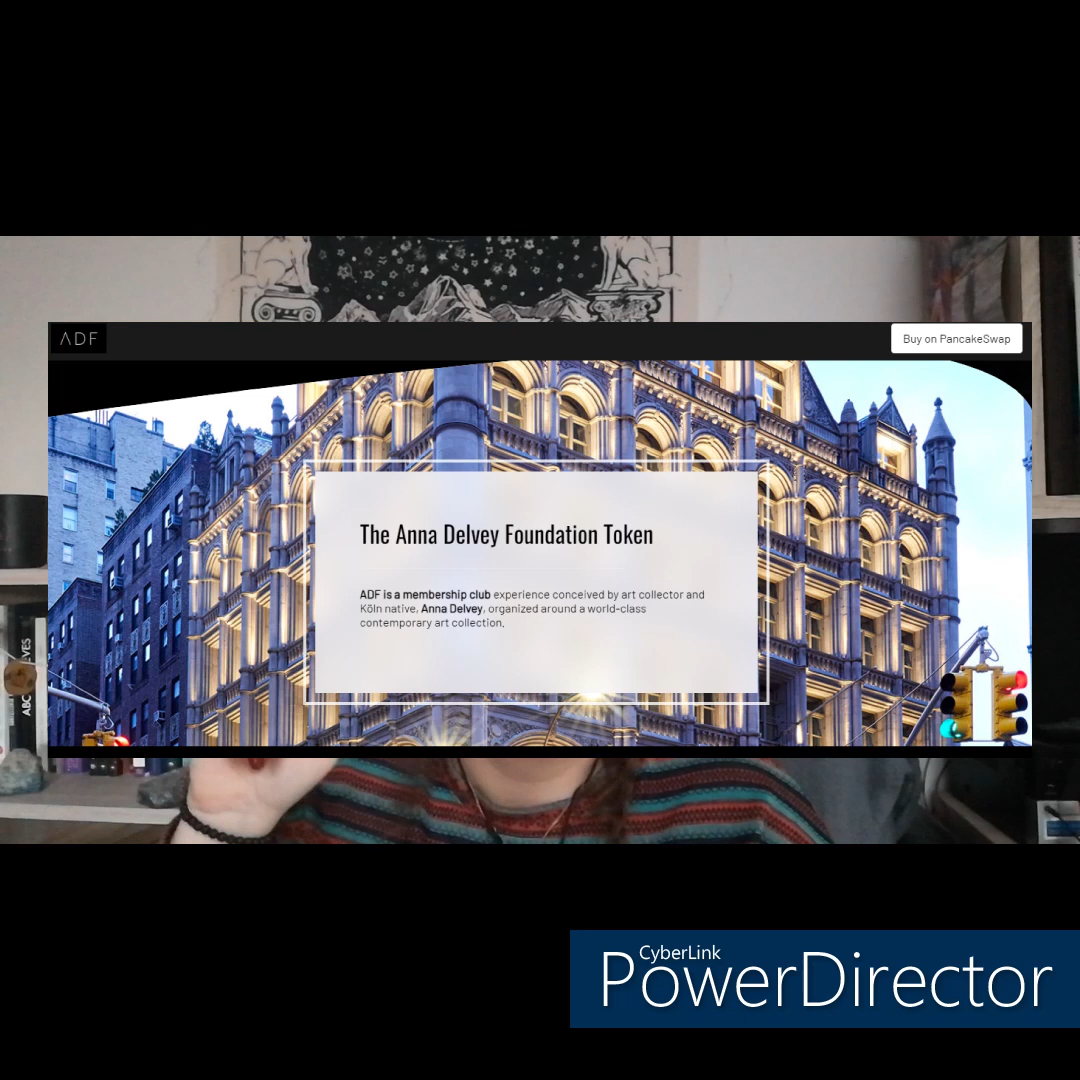 ADF
Buy on PancakeSwap
The Anna Delvey Foundation Token
ADF is a membership club experience conceived by art collector and
Köln native, Anna Delvey, organized around a world-class
contemporary art collection.
ABC
CyberLink
PowerDirector